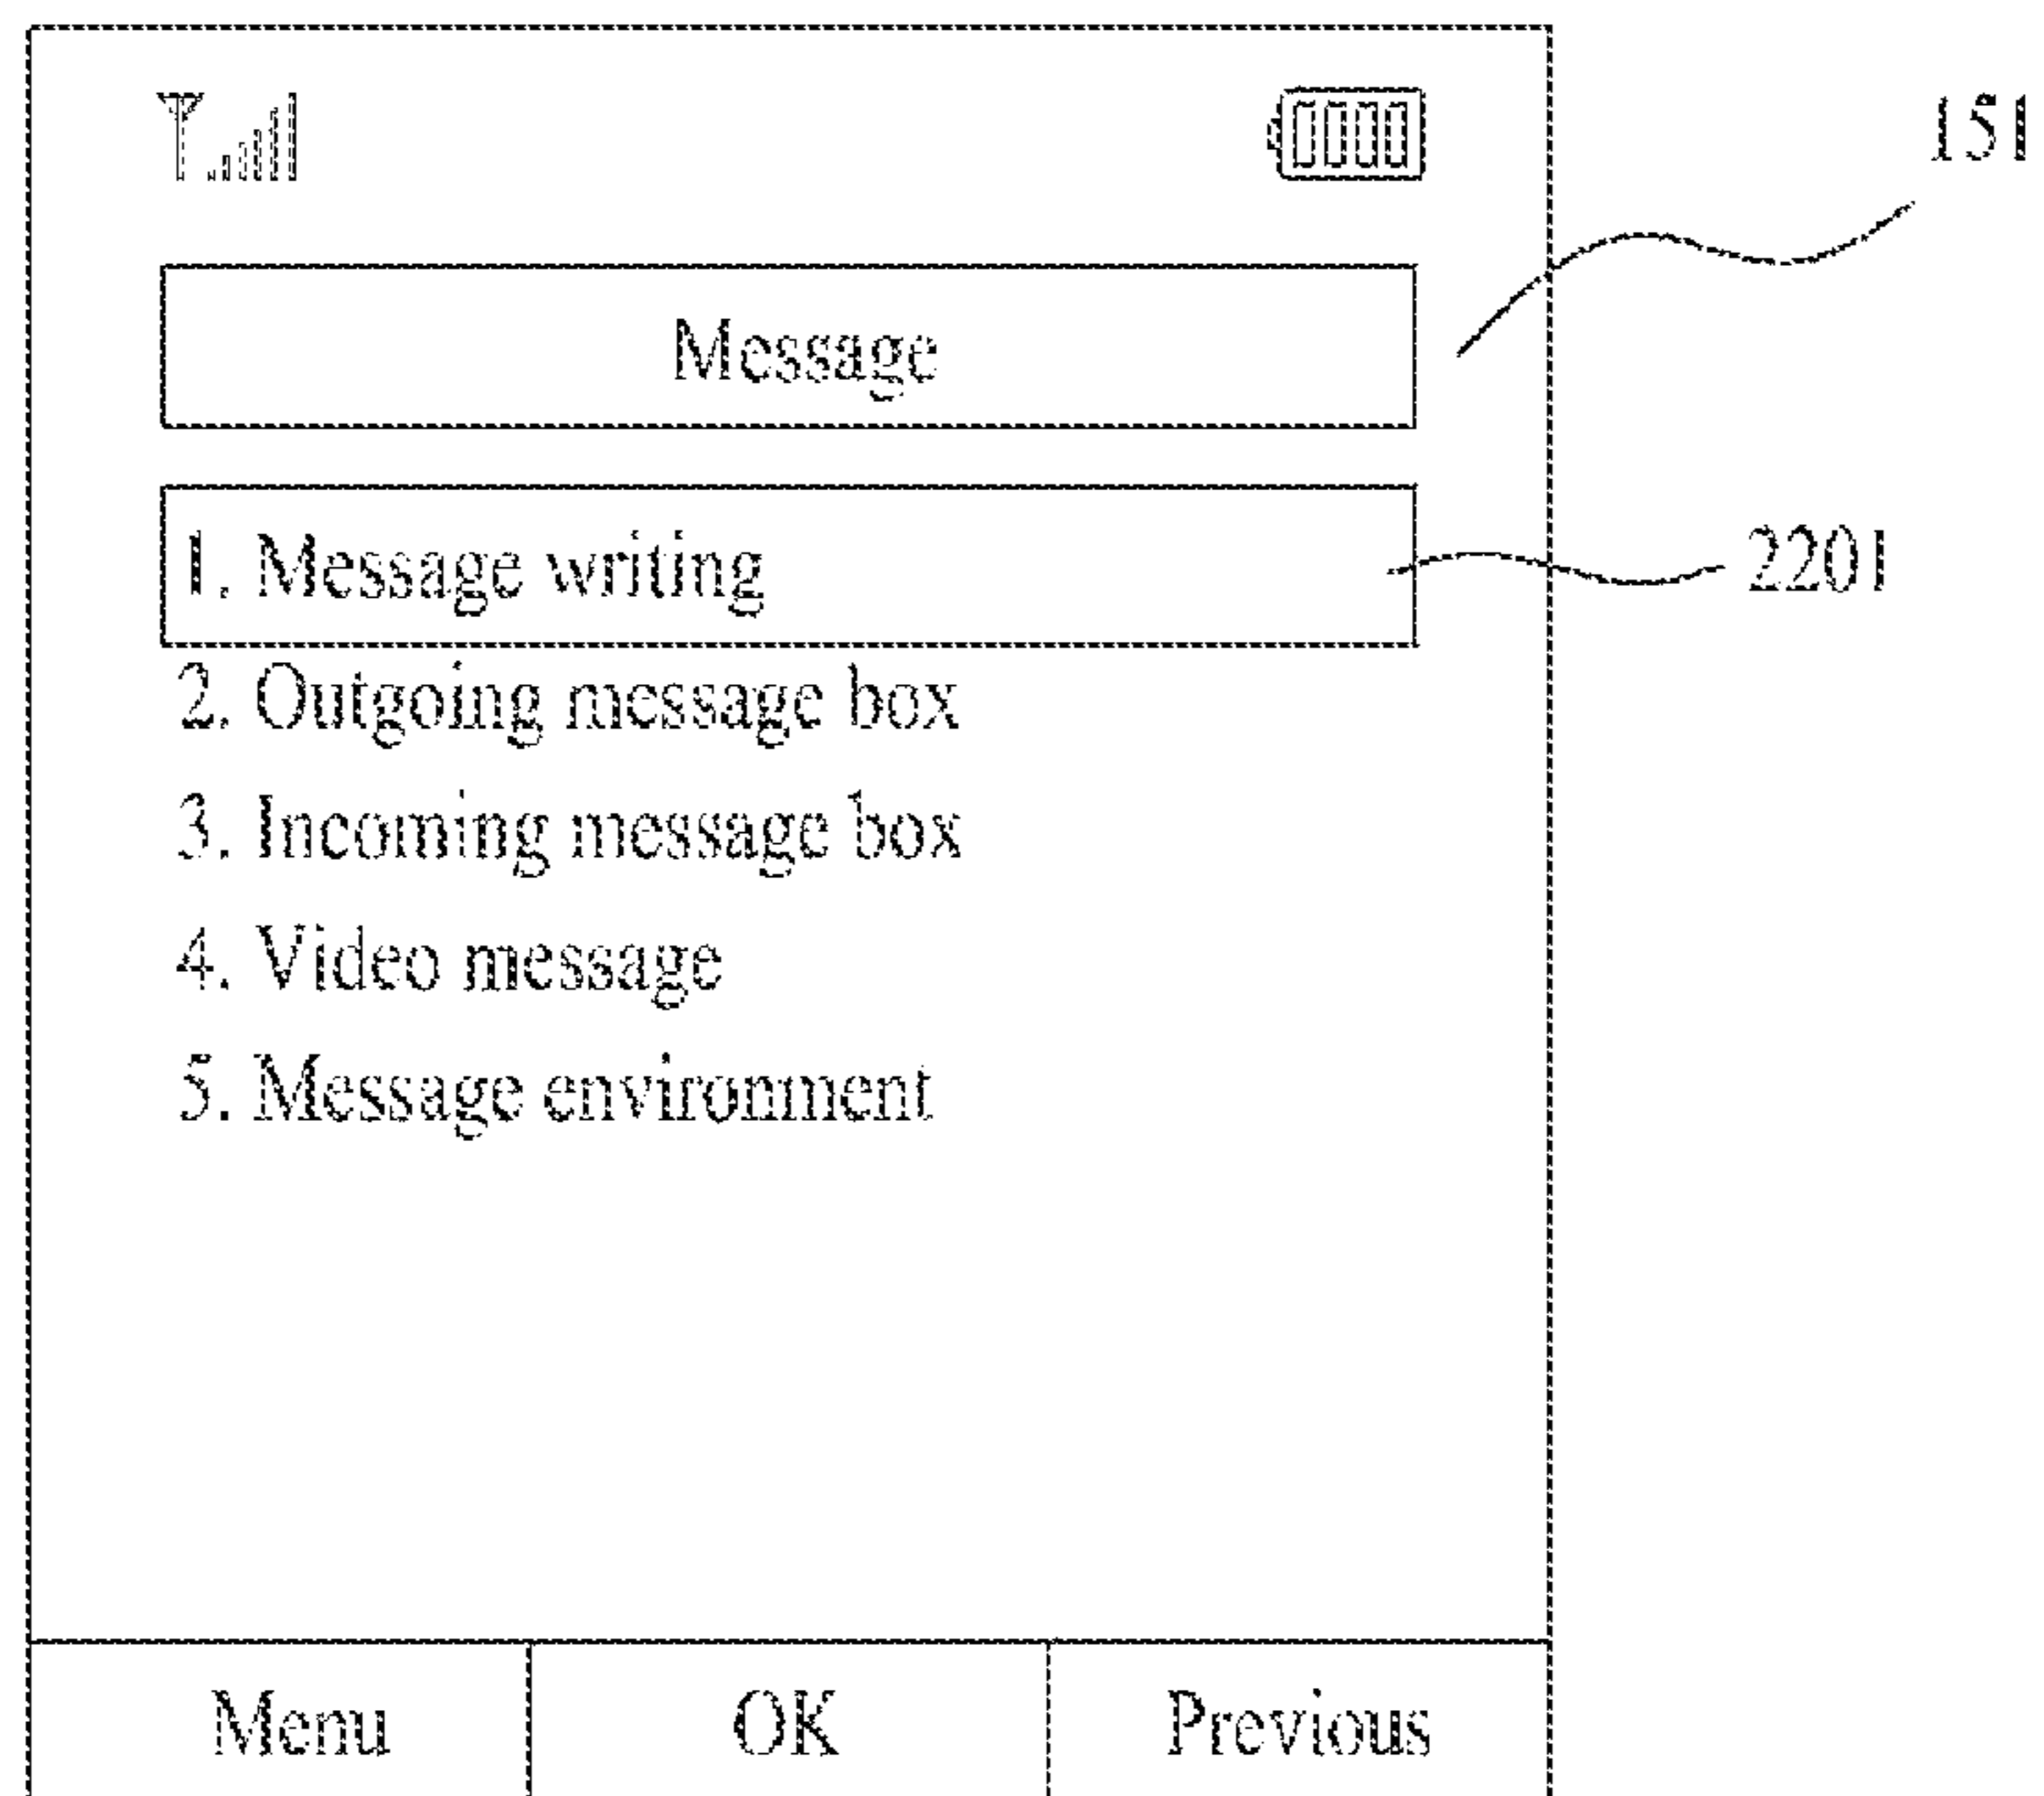 151
Message
1. Message writing
2201
2. Outgoing message box
3. Incoming message box
4. Video message
5. Message environment
Menu OK Previous